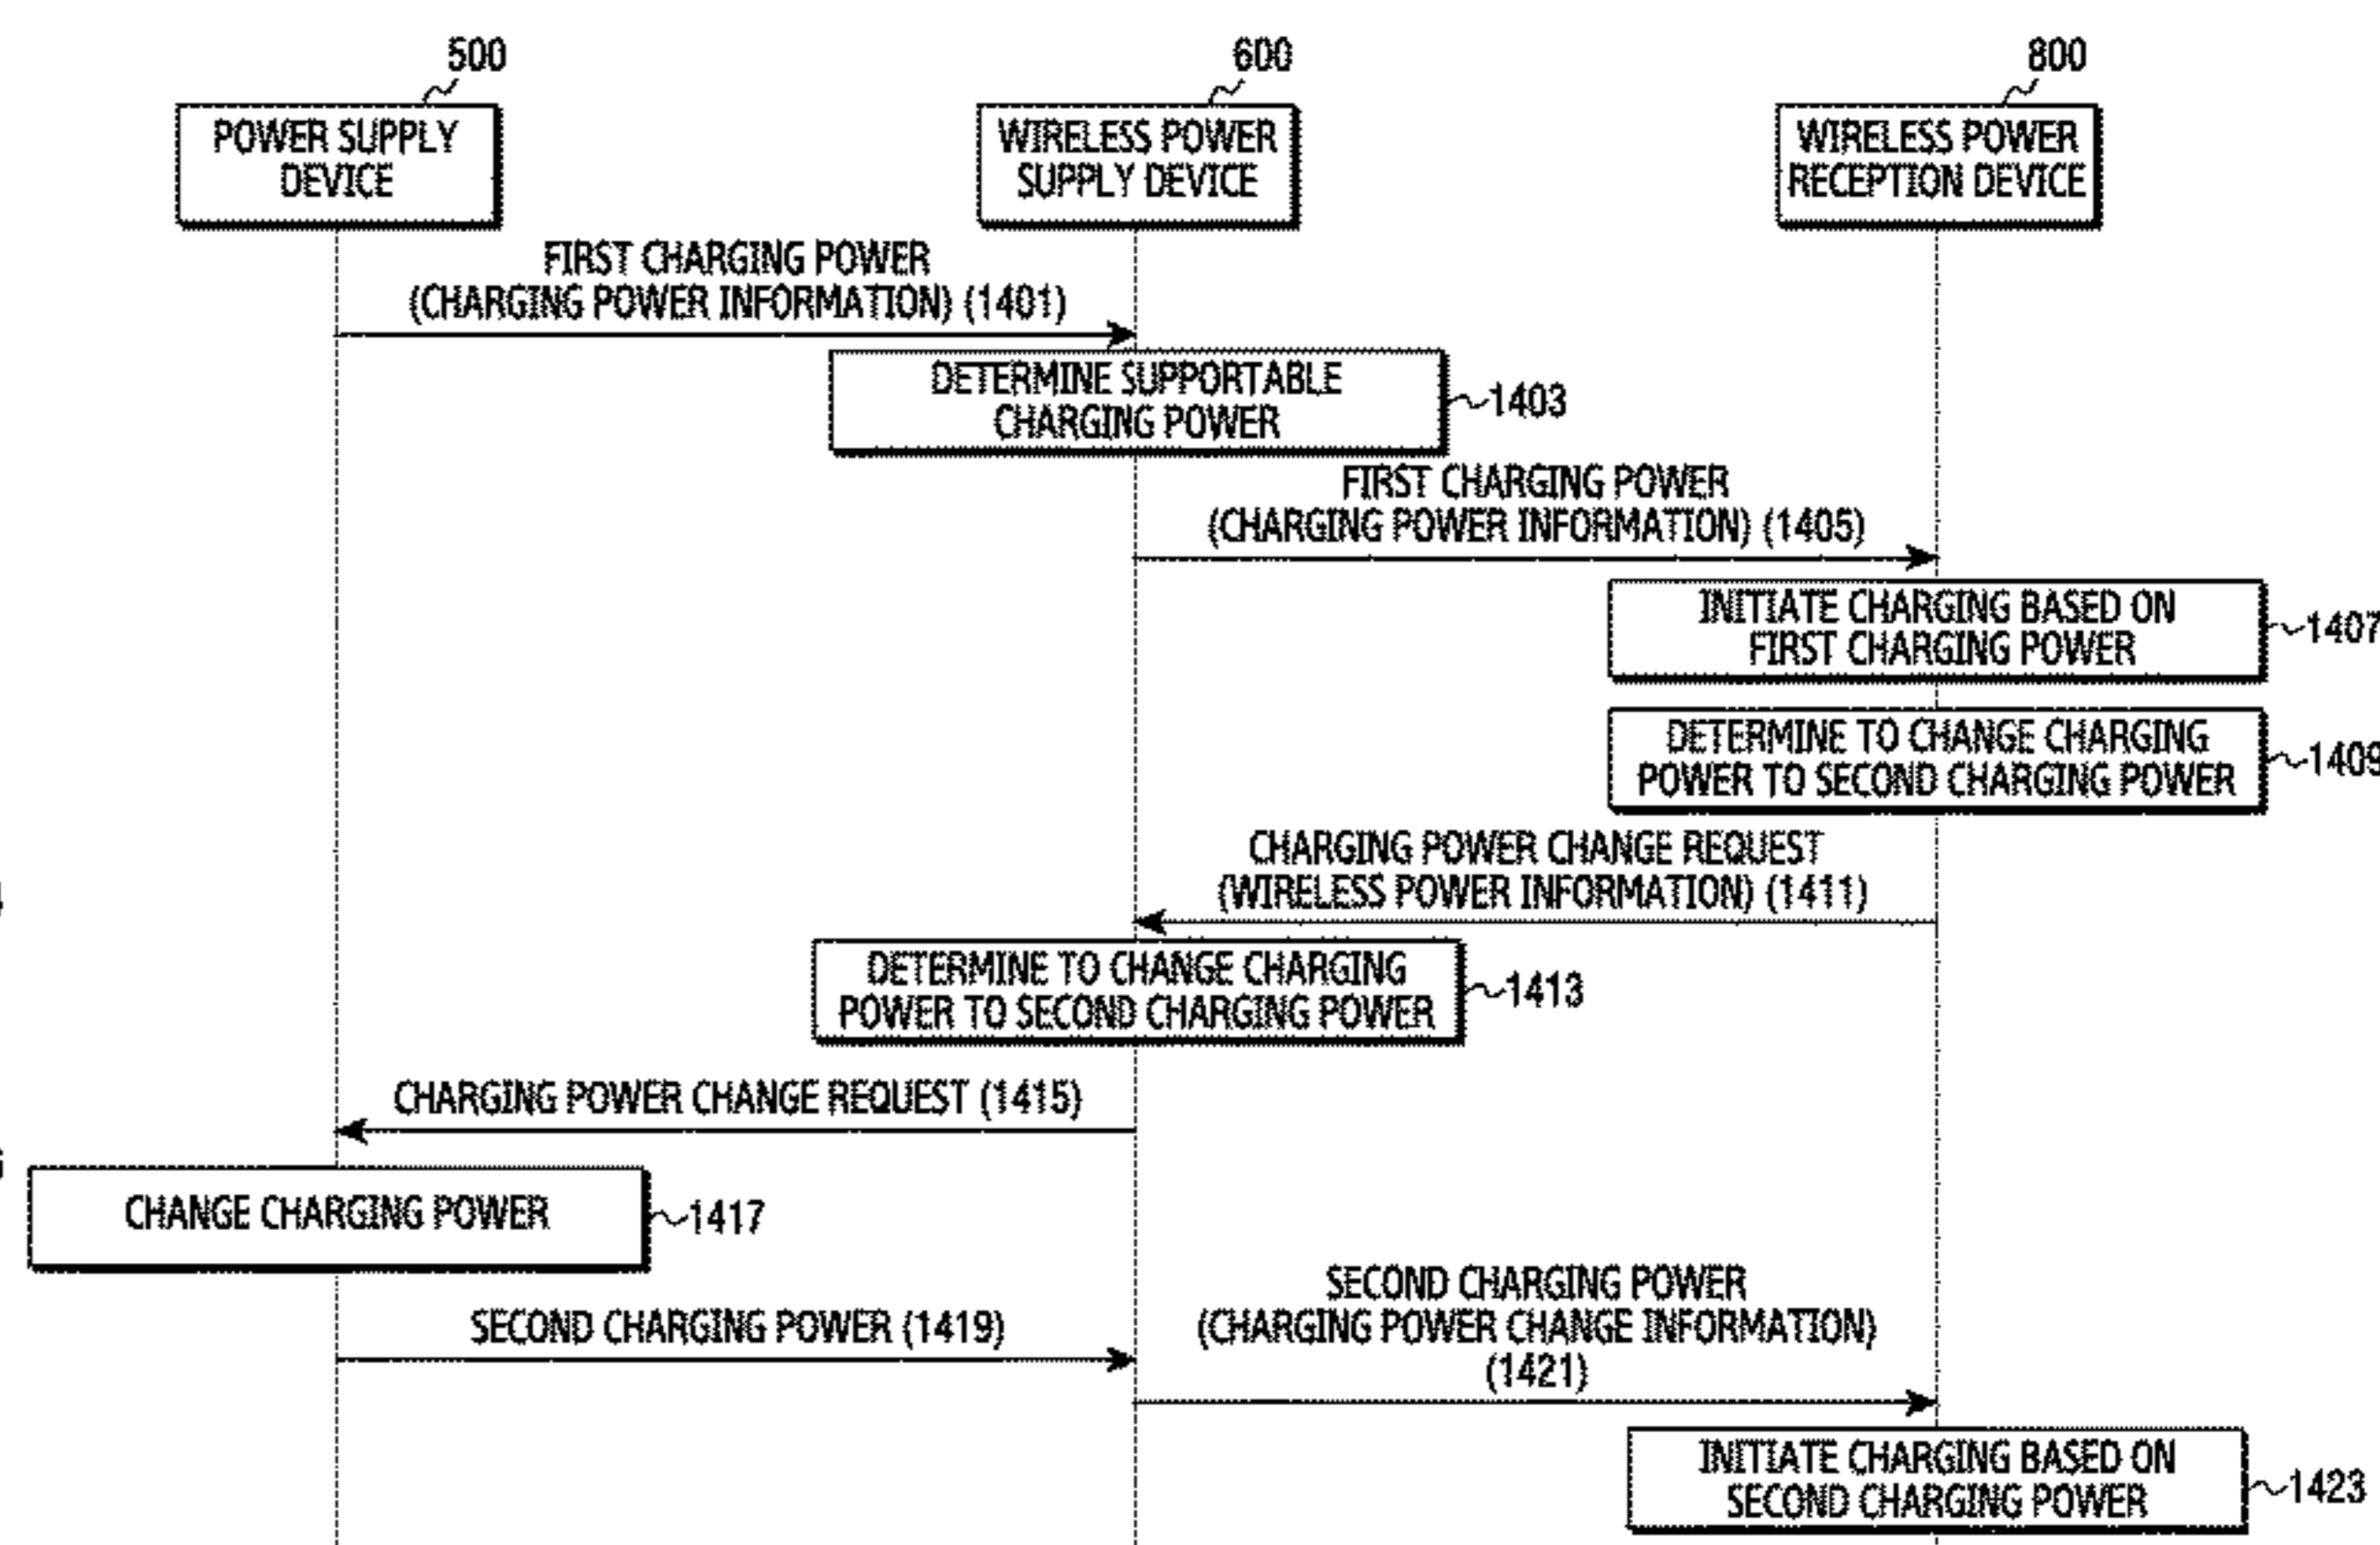 500
600
800
POWER SUPPLY
DEVICE
WIRELESS POWER
SUPPLY DEVICE
WIRELESS POWER
RECEPTION DEVICE
FIRST CHARGING POWER
(CHARGING POWER INFORMATION) (1401)
DETERMINE SUPPORTABLE
CHARGING POWER
1403
FIRST CHARGING POWER
(CHARGING POWER INFORMATION) (1405)
INITIATE CHARGING BASED ON
FIRST CHARGING POWER
1407
DETERMINE TO CHANGE CHARGING
POWER TO SECOND CHARGING POWER
1409
CHARGING POWER CHANGE REQUEST
(WIRELESS POWER INFORMATION) (1411)
DETERMINE TO CHANGE CHARGING
POWER TO SECOND CHARGING POWER
1413
CHARGING POWER CHANGE REQUEST (1415)
CHANGE CHARGING POWER
1417
SECOND CHARGING POWER (1419)
SECOND CHARGING POWER
(CHARGING POWER CHANGE INFORMATION)
(1421)
INITIATE CHARGING BASED ON
SECOND CHARGING POWER
1423